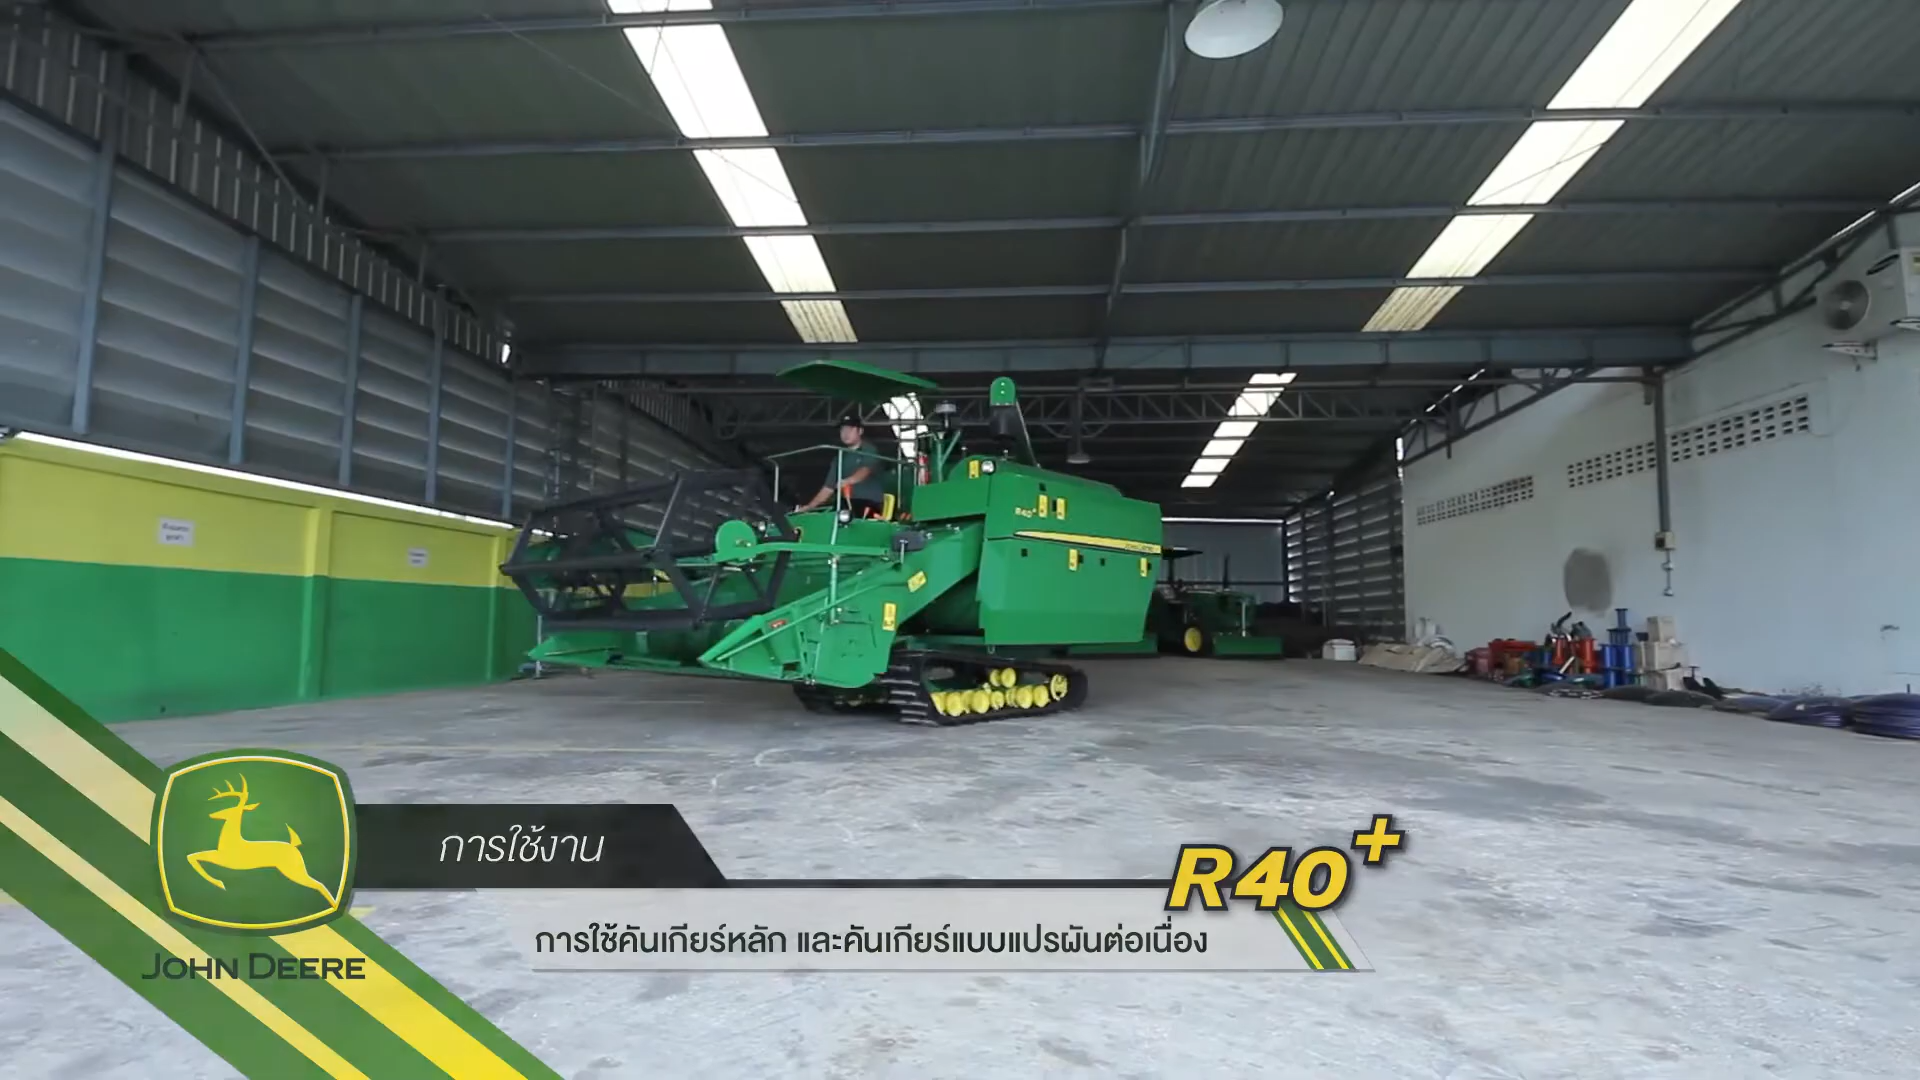 R40+
การใช้งาน
R40+
การใช้คันเกียร์หลัก และคันเกียร์แบบแปรผันต่อเนื่อง
JOHN DEERE